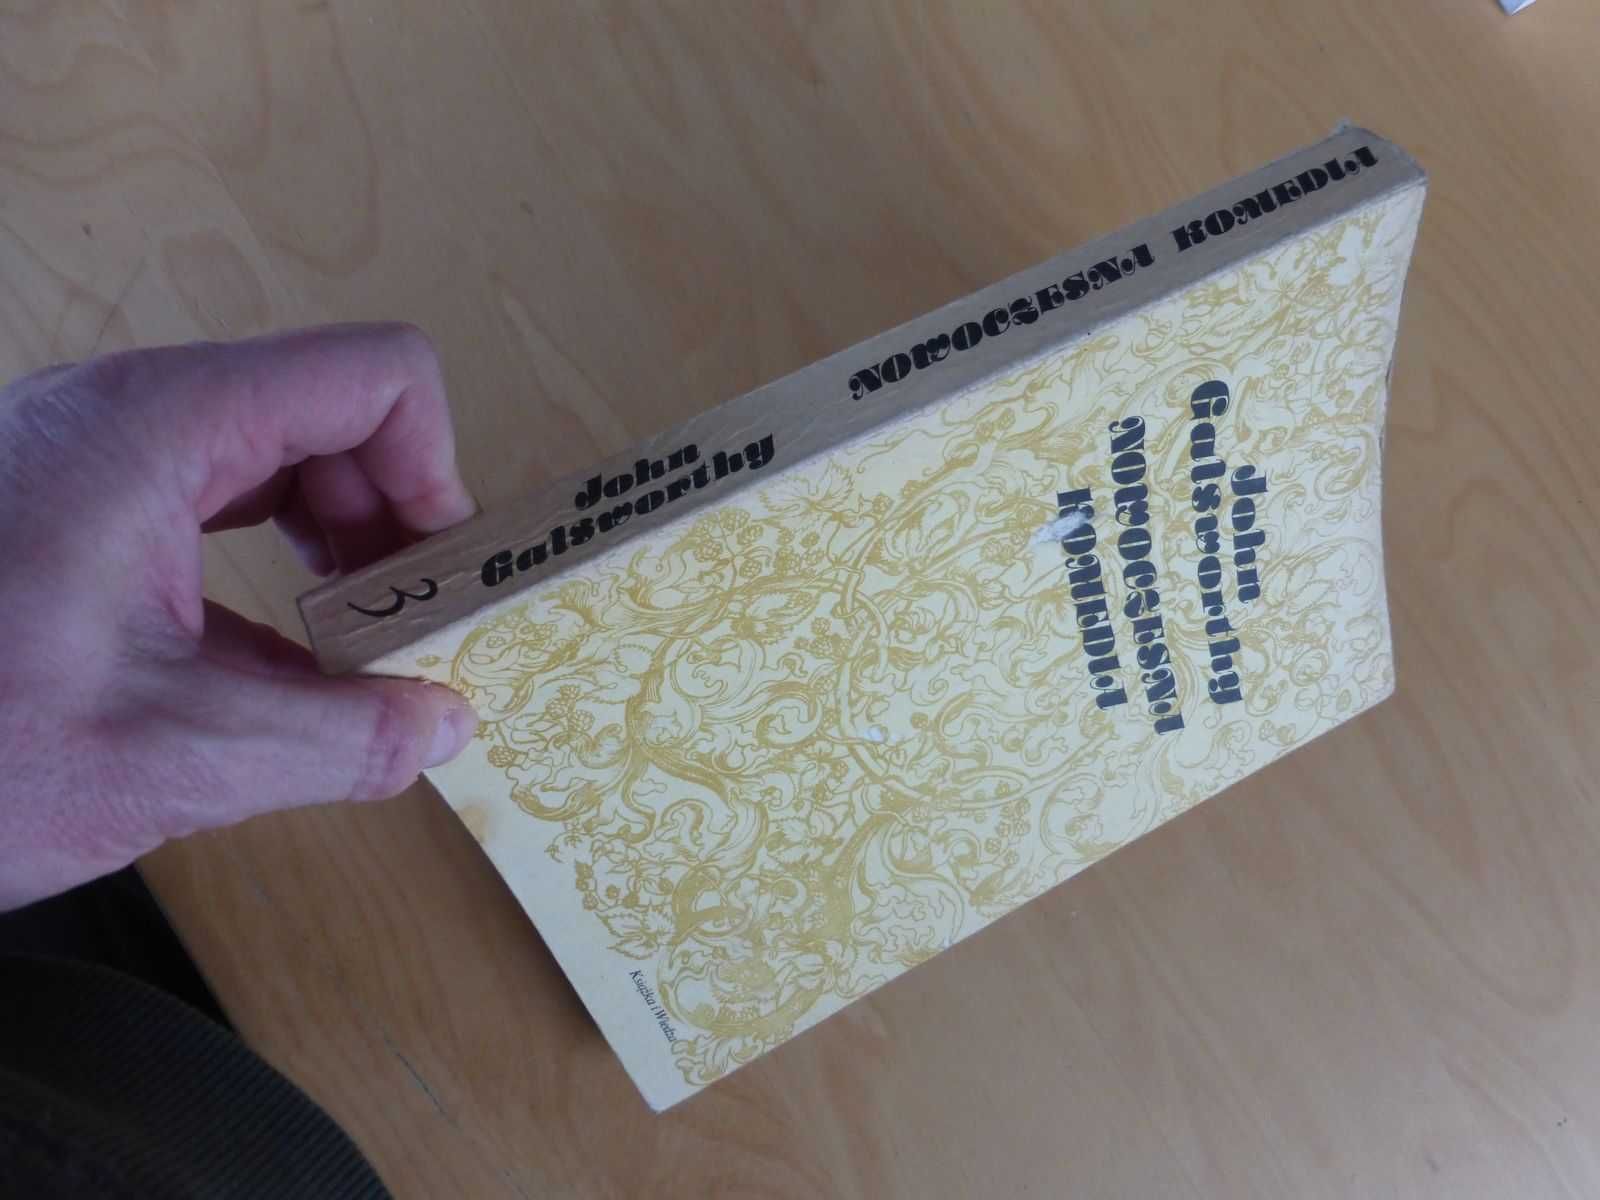 3
John
Galsworthy
NOWOCZESNA KOMEDIA
John
Galsworthy
NOWOCZESNA
KOMEDIA
Książka i Wiedza